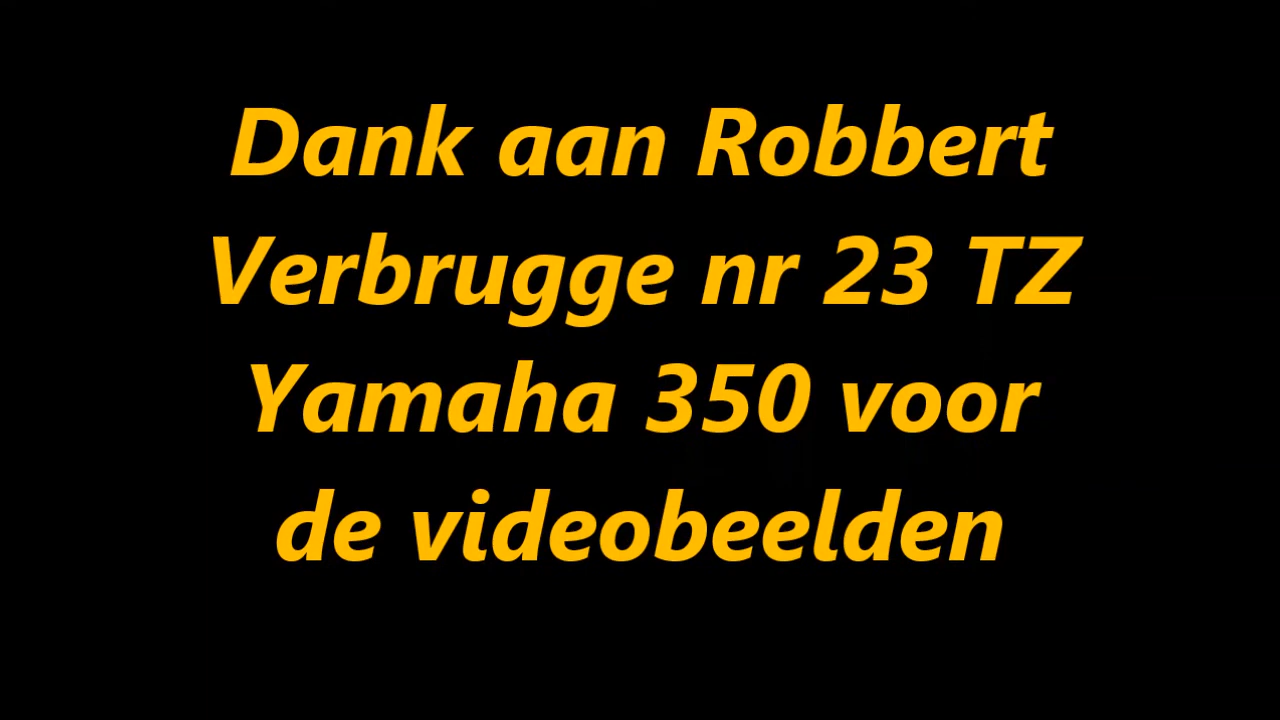 Dank aan Robbert
Verbrugge nr 23 TZ
Yamaha 350 voor
de videobeelden